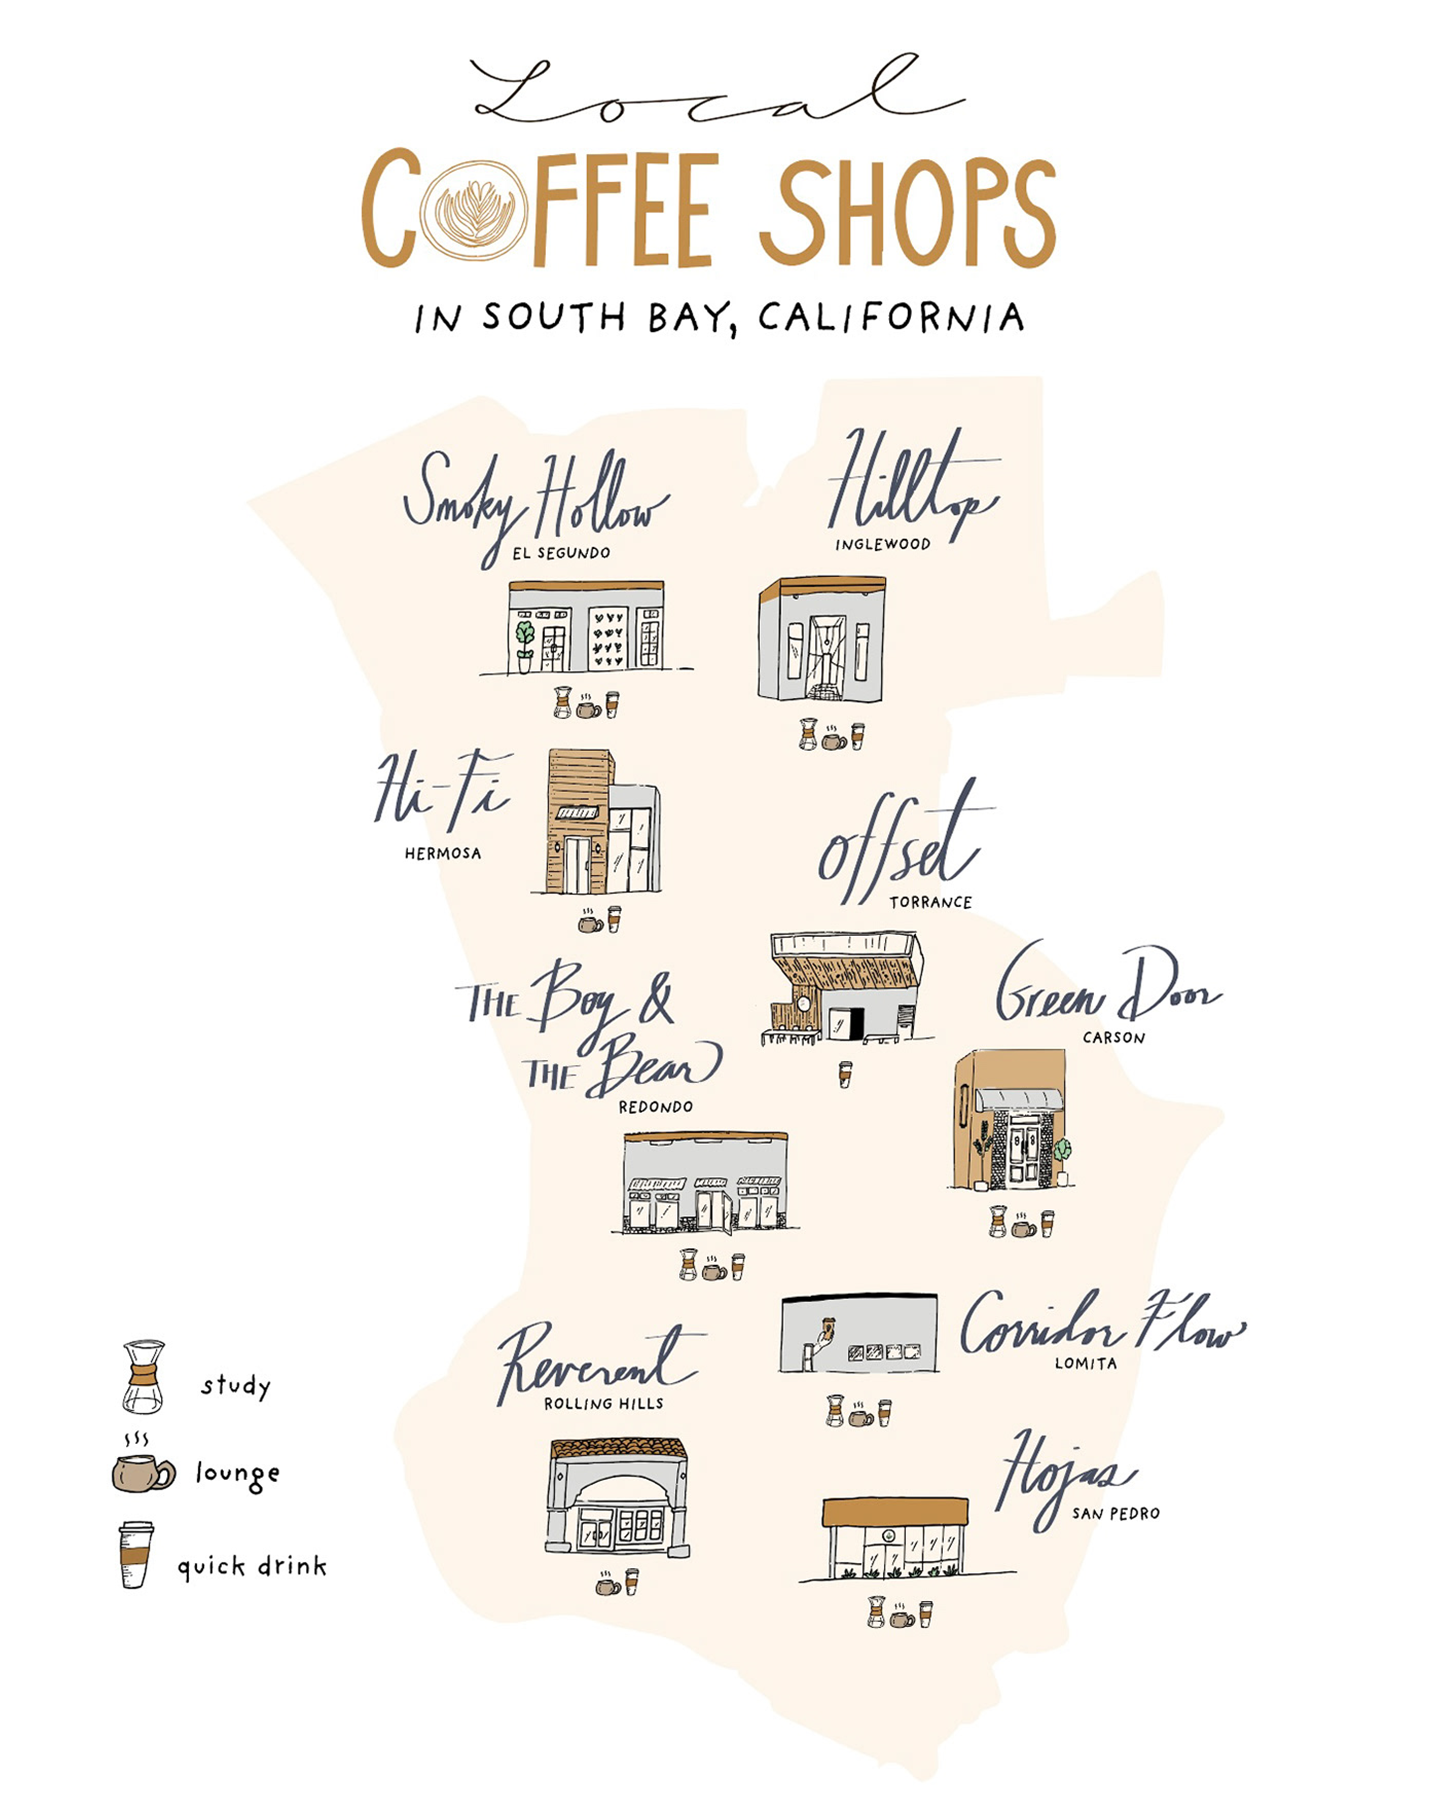 Local
COFFEE SHOPS
IN SOUTH BAY, CALIFORNIA
Smoky Hollow
EL SEGUNDO
Hilltop
INGLEWOOD
Hi-Fi
HERMOSA
Offset
TORRANCE
THE Boy &
THE Bear
REDONDO
Green Door
CARSON
Reverent
ROLLING HILLS
Corridor Flow
LOMITA
Hojas
SAN PEDRO
study
lounge
quick drink